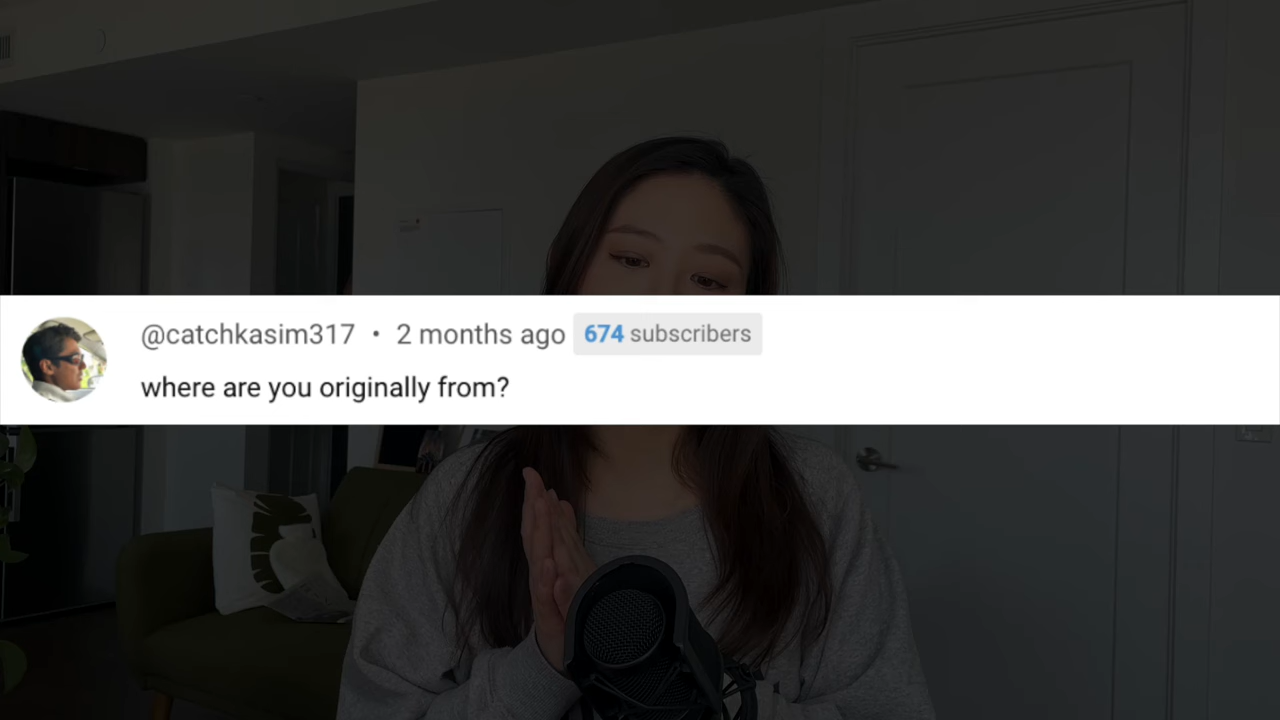 @catchkasim317 • 2 months ago 674 subscribers
where are you originally from?